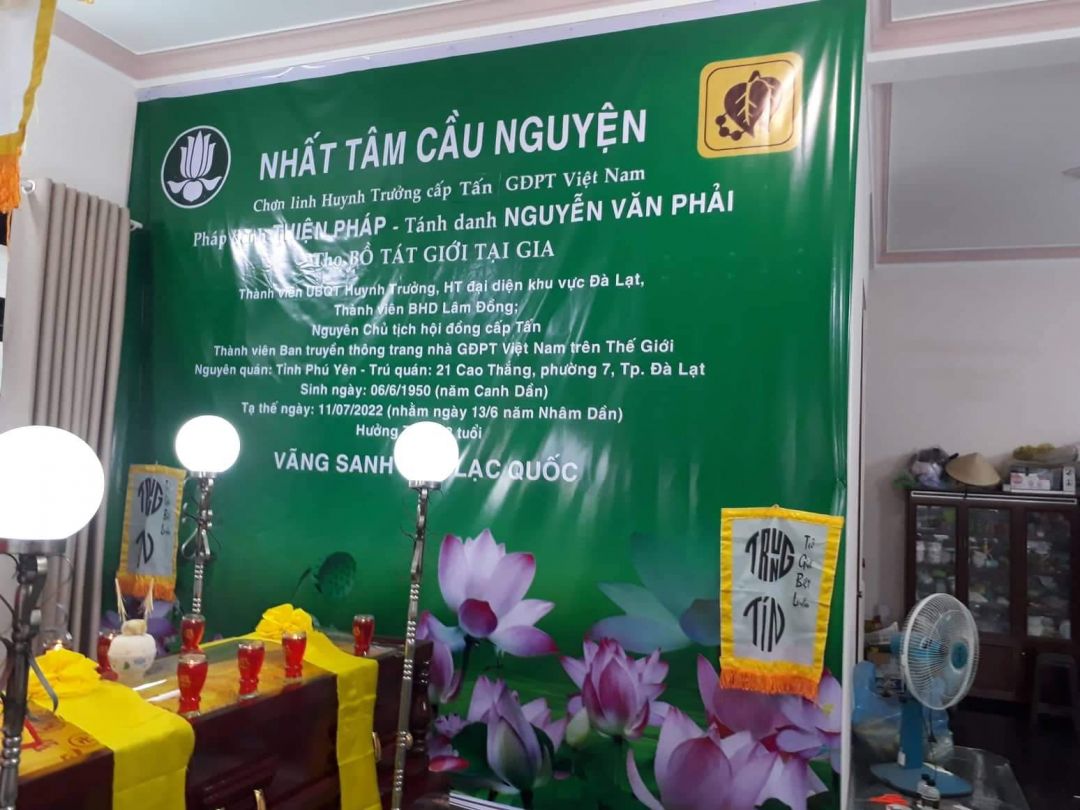 NHẤT TÂM CẦU NGUYỆN
Chơn linh Huynh Trưởng cấp Tấn GĐPT Việt Nam
Pháp THIỆN PHÁP - Tánh danh NGUYỄN VĂN PHẢI
Thọ BỒ TÁT GIỚI TẠI GIA
Thành viên UBQT Huynh Trưởng, HT đại diện khu vực Đà Lạt,
Thành viên BHD Lâm Đồng;
Nguyên Chủ tịch hội đồng cấp Tấn
Thành viên Ban truyền thông trang nhà GĐPT Việt Nam trên Thế Giới
Nguyên quán: Tỉnh Phú Yên - Trú quán: 21 Cao Thắng, phường 7, Tp. Đà Lạt
Sinh ngày: 06/6/1950 (năm Canh Dần)
Tạ thế ngày: 11/07/2022 (nhằm ngày 13/6 năm Nhâm Dần)
Hưởng tuổi
VÃNG SANH LẠC QUỐC
TRUNG
TÍN
Từ
Giã
Biệt
TRUNG